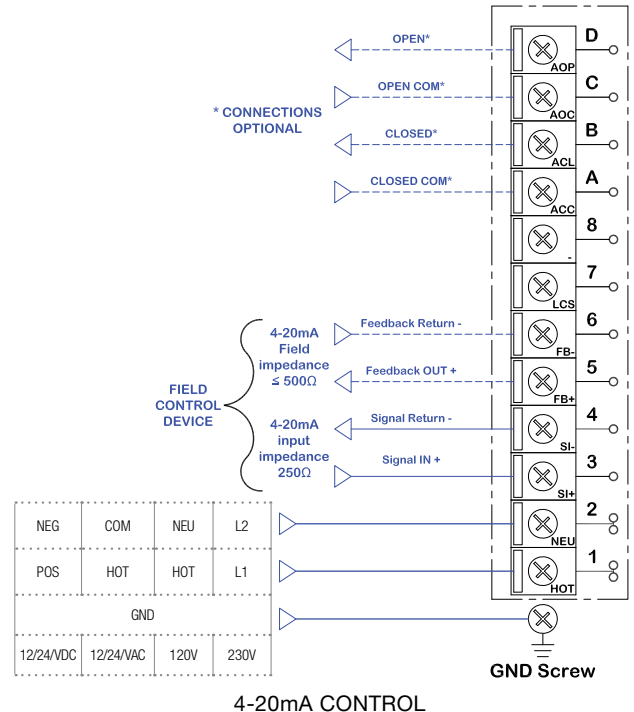 OPEN*
D
AOP
OPEN COM*
C
AOC
* CONNECTIONS
OPTIONAL
CLOSED*
B
ACL
CLOSED COM*
A
ACC
8
-
7
LCS
4-20mA
Field
impedance
≤ 500Ω
Feedback Return -
6
FB-
Feedback OUT +
5
FB+
FIELD
CONTROL
DEVICE
4-20mA
input
impedance
250Ω
Signal Return -
4
SI-
Signal IN +
3
SI+
NEG COM NEU L2
2
NEU
POS HOT HOT L1
1
HOT
GND
12/24/VDC 12/24/VAC 120V 230V
GND Screw
4-20mA CONTROL